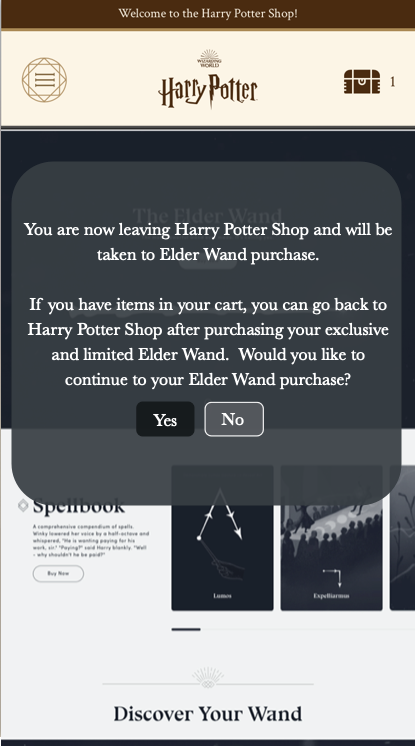 Welcome to the Harry Potter Shop!
WIZARDING
WORLD
Harry Potter
1
The Elder Wand
You are now leaving Harry Potter Shop and will be
taken to Elder Wand purchase.
If you have items in your cart, you can go back to
Harry Potter Shop after purchasing your exclusive
and limited Elder Wand. Would you like to
continue to your Elder Wand purchase?
Yes
No
Spellbook
A comprehensive compendium of spells.
Winky lowered her voice by a half-octave and
whispered, "He is wanting paying for his
work, sir." "Paying?" said Harry blankly. "Well
- why shouldn't he be paid?"
Buy Now
Lumos
Expelliarmus
Discover Your Wand